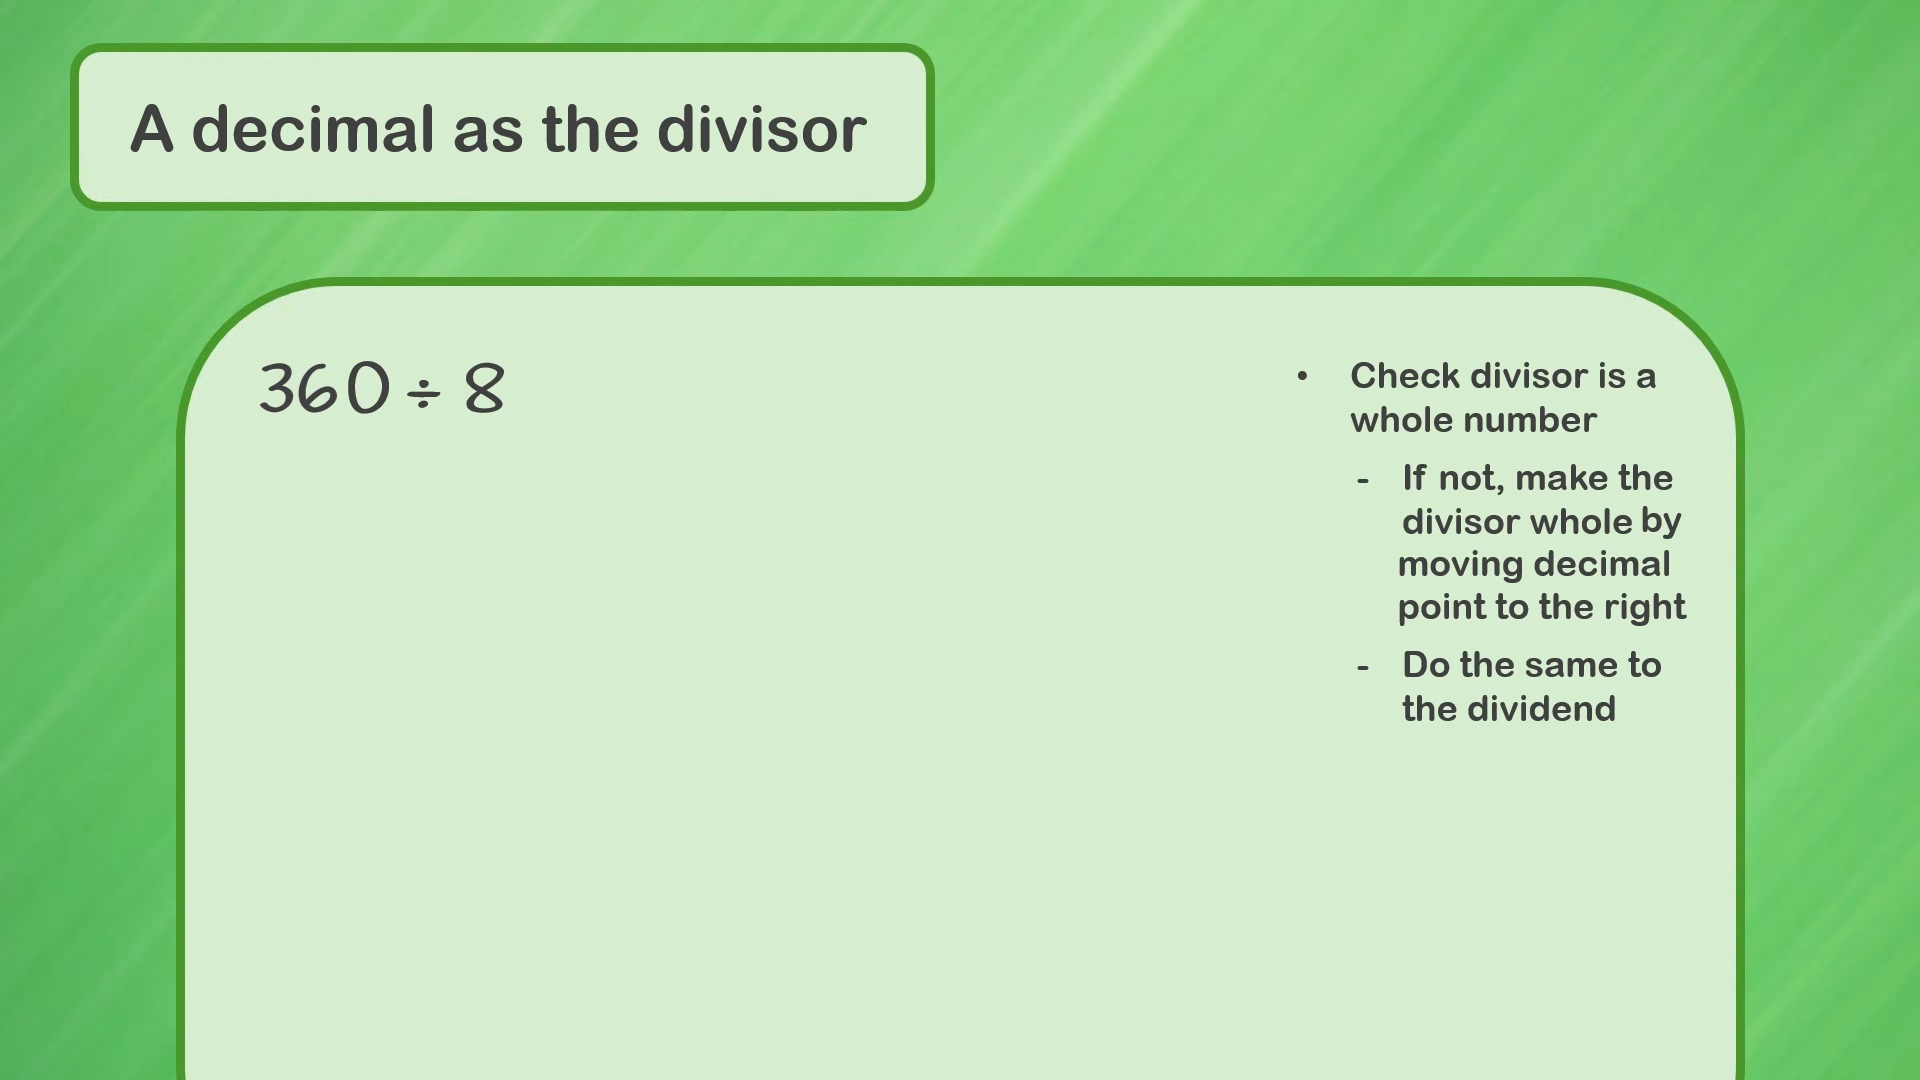 A decimal as the divisor
360 ÷ 8
• Check divisor is a
whole number
- If not, make the
divisor whole by
moving decimal
point to the right
- Do the same to
the dividend